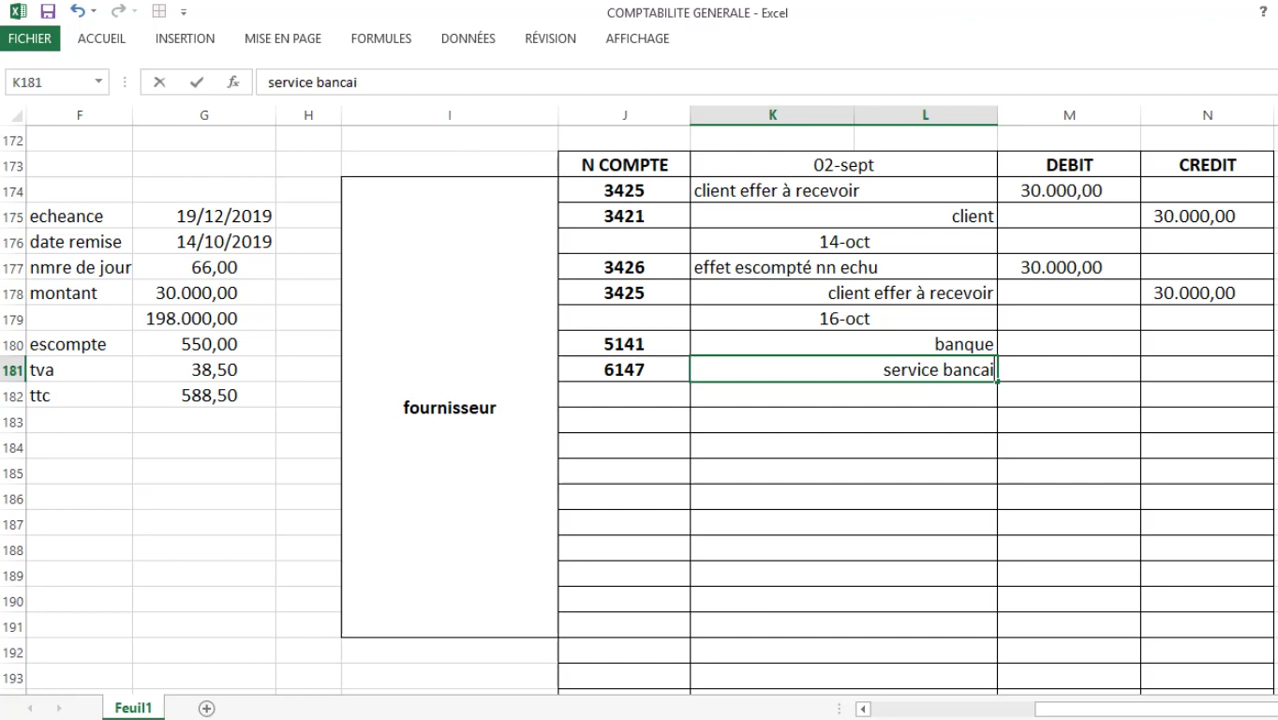 COMPTABILITE GENERALE - Excel
?
FICHIER ACCUEIL INSERTION MISE EN PAGE FORMULES DONNÉES RÉVISION AFFICHAGE
K181 fx service bancai
F G H I J K L M N
172
173 N COMPTE 02-sept DEBIT CREDIT
174 3425 client effer à recevoir 30.000,00
175 echeance 19/12/2019 3421 client 30.000,00
176 date remise 14/10/2019 14-oct
177 nmre de jour 66,00 3426 effet escompté nn echu 30.000,00
178 montant 30.000,00 3425 client effer à recevoir 30.000,00
179 198.000,00 16-oct
180 escompte 550,00 5141 banque
181 tva 38,50 6147 service bancai
182 ttc 588,50
fournisseur
183
184
185
186
187
188
189
190
191
192
193
Feuil1